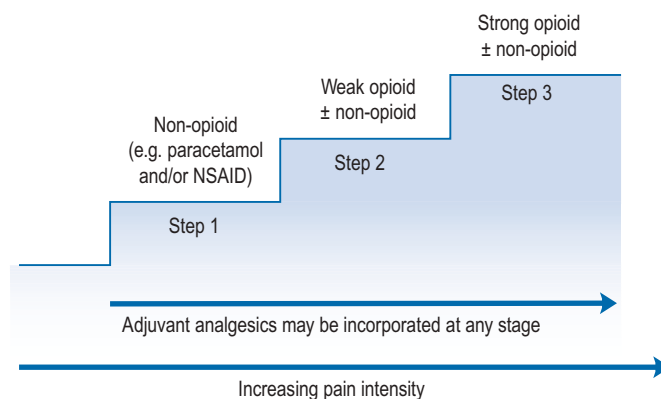 Strong opioid
± non-opioid
Step 3
Weak opioid
± non-opioid
Step 2
Non-opioid
(e.g. paracetamol
and/or NSAID)
Step 1
Adjuvant analgesics may be incorporated at any stage
Increasing pain intensity